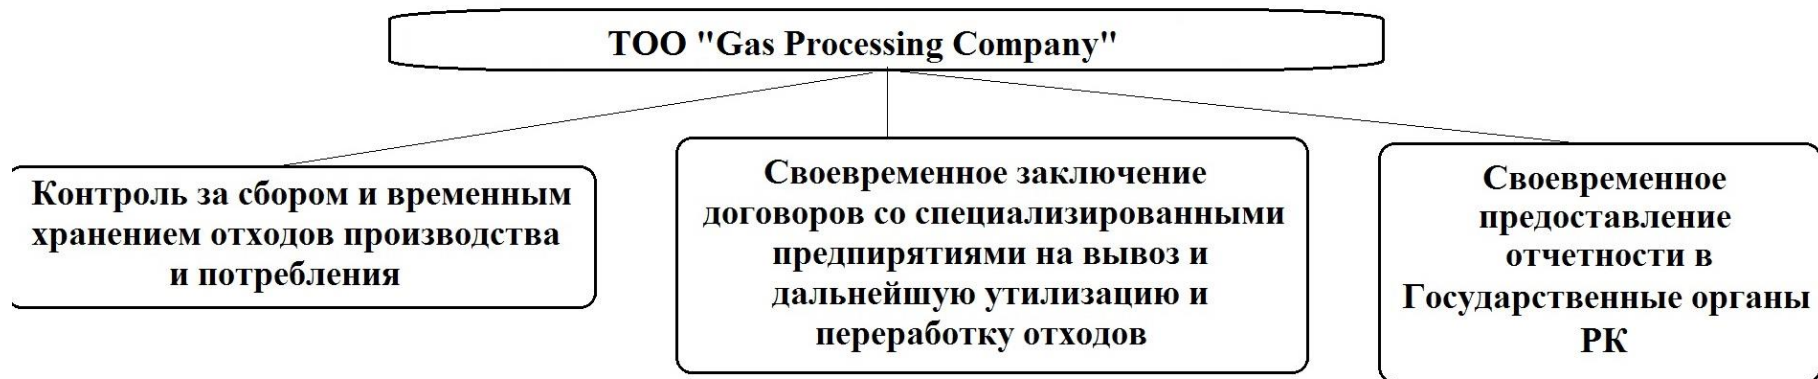 ТОО "Gas Processing Company"
Контроль за сбором и временным
хранением отходов производства
и потребления
Своевременное заключение
договоров со специализированными
предпирятиями на вывоз и
дальнейшую утилизацию и
переработку отходов
Своевременное
предоставление
отчетности в
Государственные органы
РК